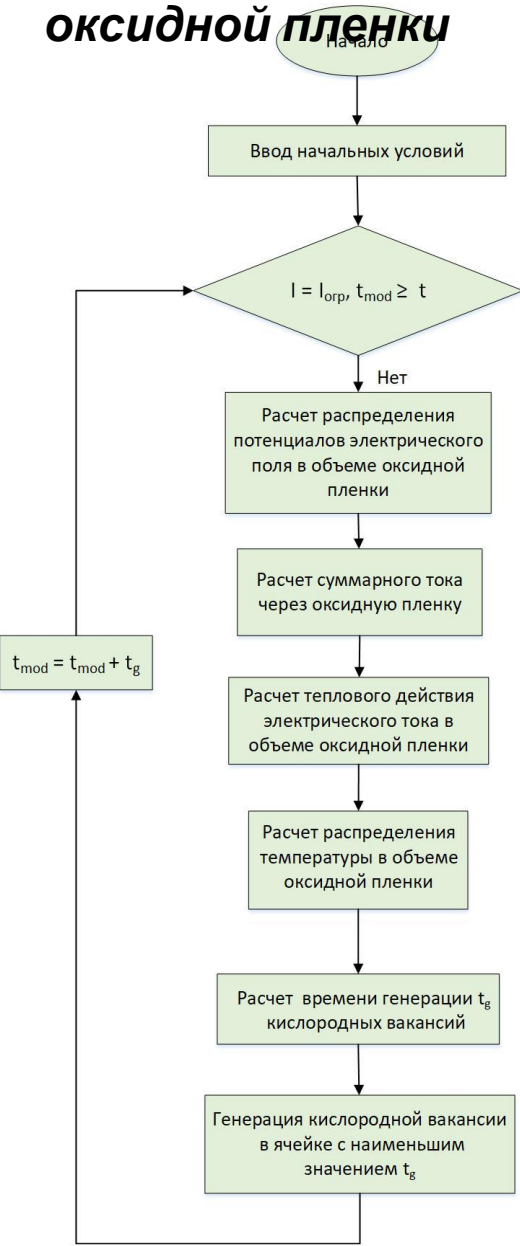 оксидной пленки
Начало
Ввод начальных условий
I = Iогр, tmod ≥ t
Нет
Расчет распределения
потенциалов электрического
поля в объеме оксидной
пленки
Расчет суммарного тока
через оксидную пленку
tmod = tmod + tg
Расчет теплового действия
электрического тока в
объеме оксидной пленки
Расчет распределения
температуры в объеме
оксидной пленки
Расчет времени генерации tg
кислородных вакансий
Генерация кислородной вакансии
в ячейке с наименьшим
значением tg